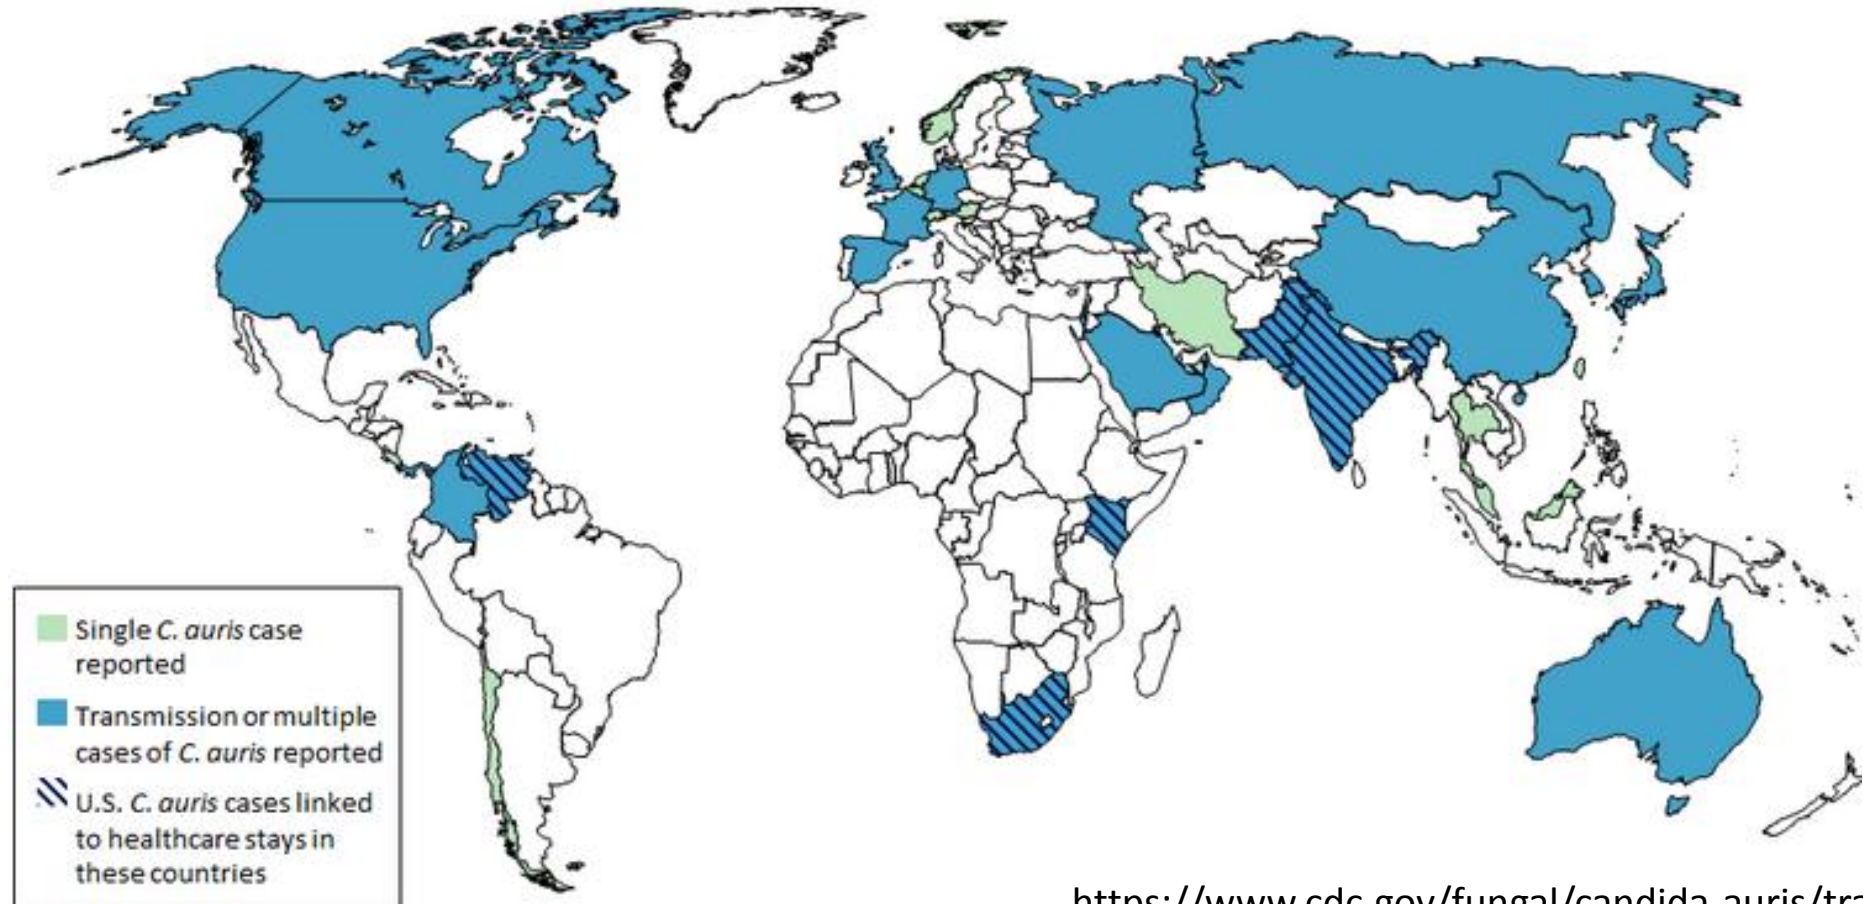 Single C. auris case
reported
Transmission or multiple
cases of C. auris reported
U.S. C. auris cases linked
to healthcare stays in
these countries
https://www.cdc.gov/fungal/candida-auris/tra